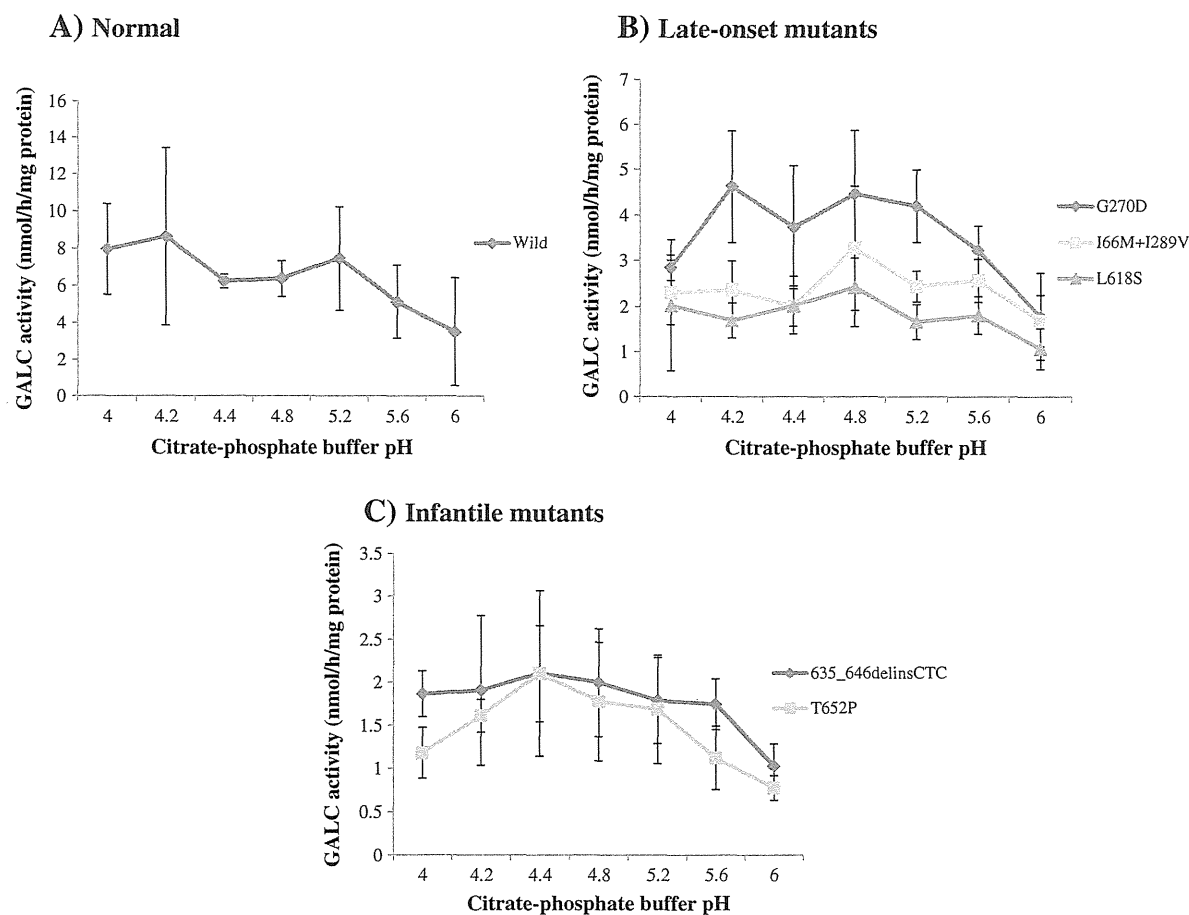 A) Normal
GALC activity (nmol/h/mg protein)
16
14
12
10
8
6
4
2
0
4 4.2 4.4 4.8 5.2 5.6 6
Citrate-phosphate buffer pH
Wild
B) Late-onset mutants
GALC activity (nmol/h/mg protein)
7
6
5
4
3
2
1
0
4 4.2 4.4 4.8 5.2 5.6 6
Citrate-phosphate buffer pH
G270D
I66M+I289V
L618S
C) Infantile mutants
GALC activity (nmol/h/mg protein)
3.5
3
2.5
2
1.5
1
0.5
0
4 4.2 4.4 4.8 5.2 5.6 6
Citrate-phosphate buffer pH
635_646delinsCTC
T652P